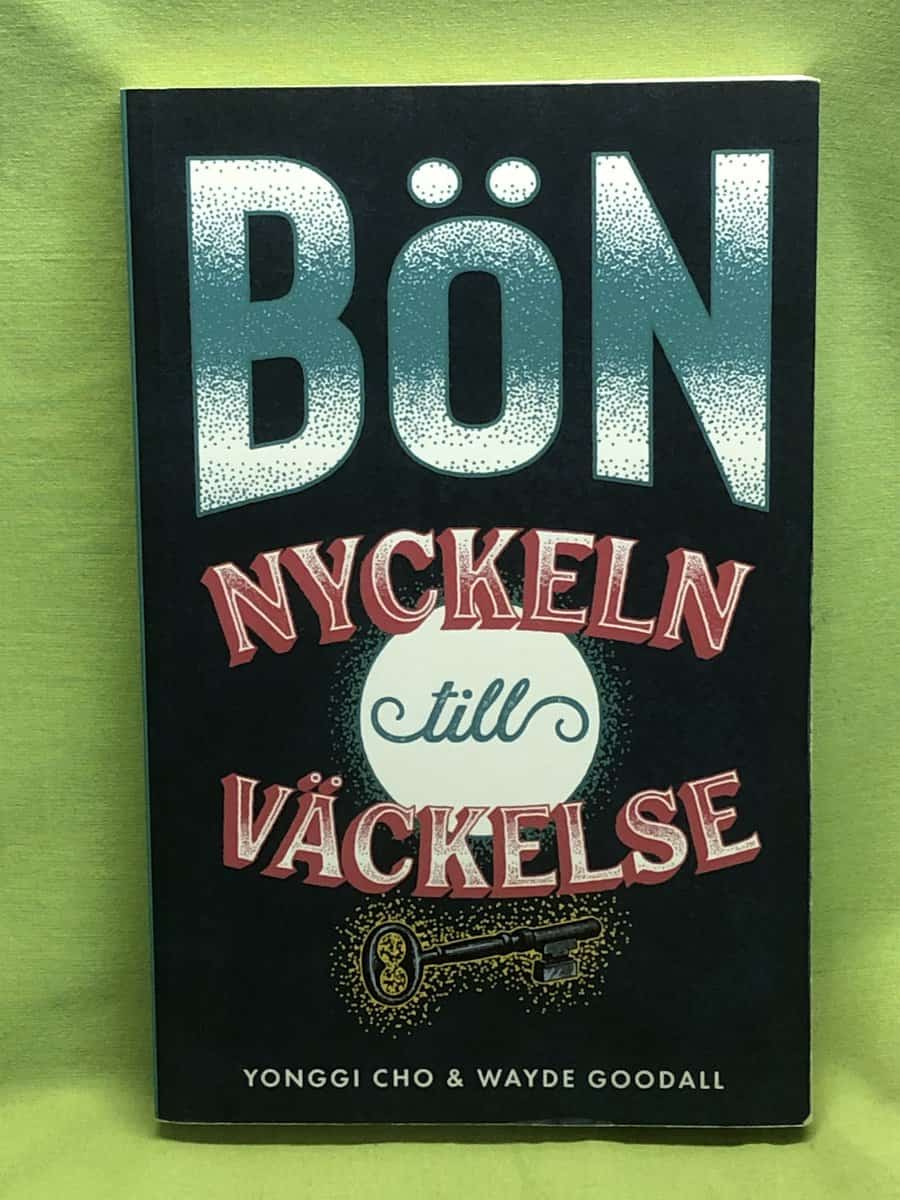 BöN
NYCKELN
till
VÄCKELSE
YONGGI CHO & WAYDE GOODALL